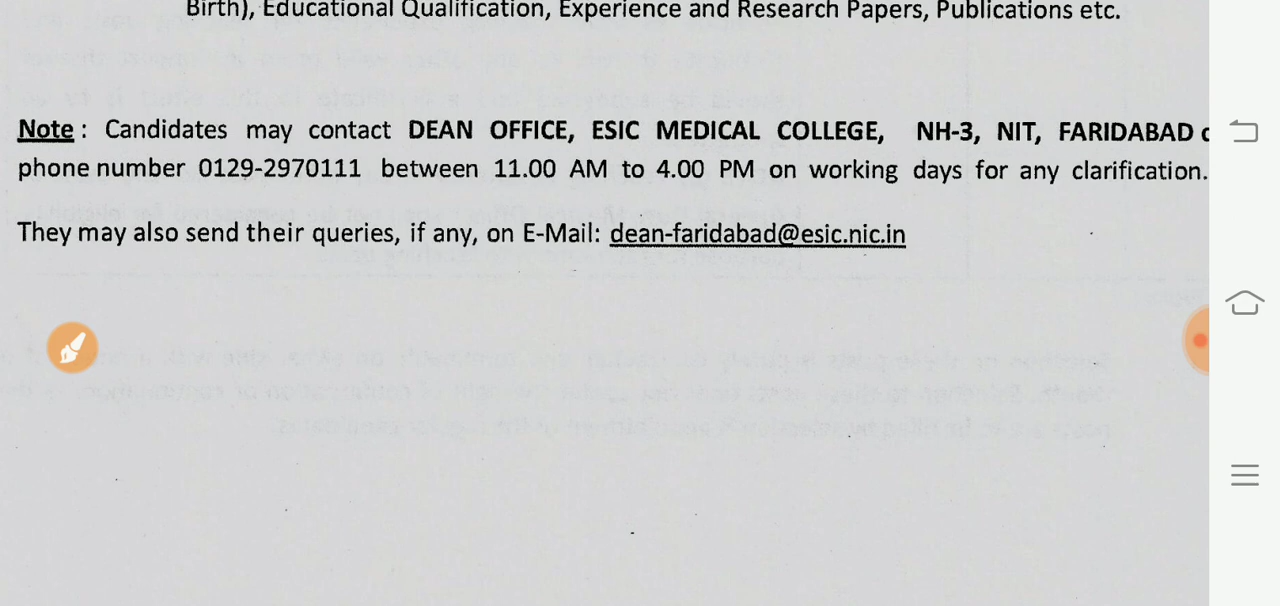 Birth), Educational Qualification, Experience and Research Papers, Publications etc.
Note : Candidates may contact DEAN OFFICE, ESIC MEDICAL COLLEGE, NH-3, NIT, FARIDABAD
phone number 0129-2970111 between 11.00 AM to 4.00 PM on working days for any clarification.
They may also send their queries, if any, on E-Mail: dean-faridabad@esic.nic.in